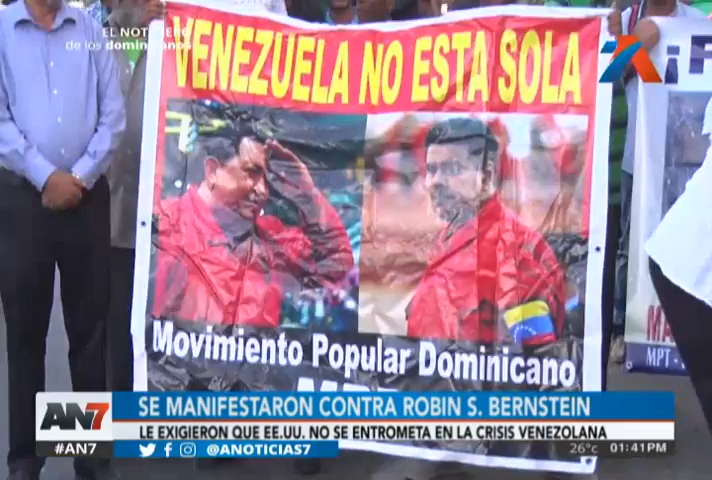 EL NOTICIERO
de los dominicanos
VENEZUELA NO ESTA SOLA
Movimiento Popular Dominicano
MPT -
AN7
#AN7
SE MANIFESTARON CONTRA ROBIN S. BERNSTEIN
LE EXIGIERON QUE EE.UU. NO SE ENTROMETA EN LA CRISIS VENEZOLANA
@ANOTICIAS7
26°c
01:41PM